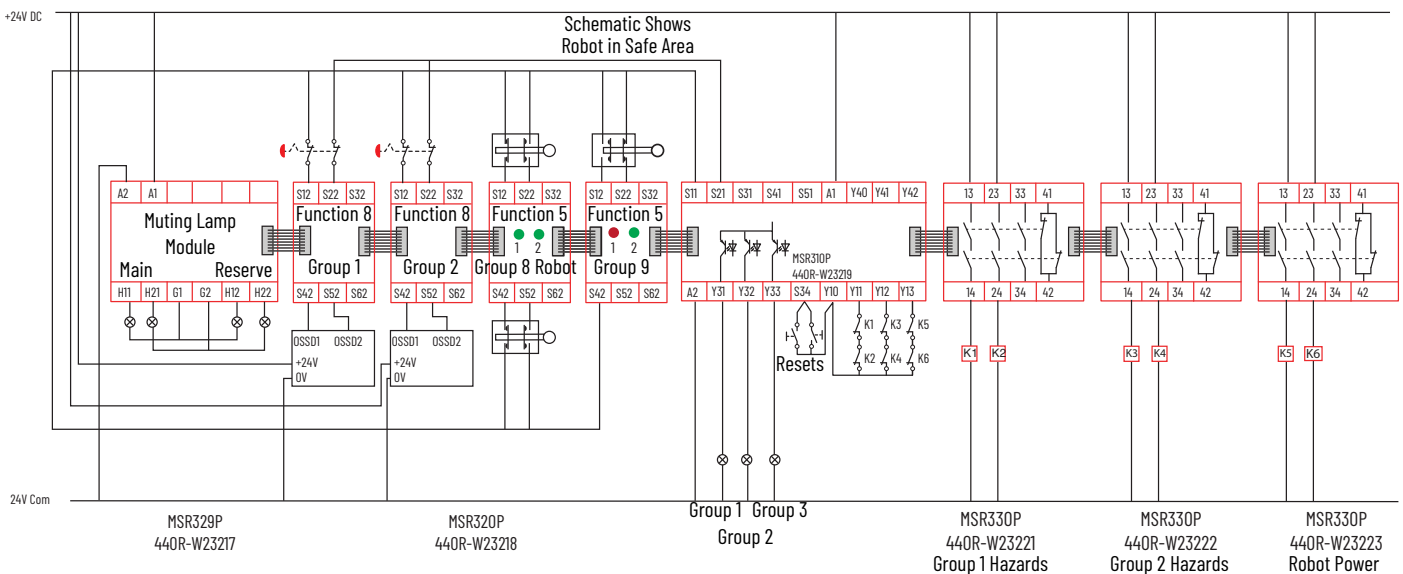 +24V DC
Schematic Shows
Robot in Safe Area
A2 A1
Muting Lamp
Module
Main Reserve
H11 H21 G1 G2 H12 H22
S12 S22 S32
Function 8
Group 1
S42 S52 S62
OSSD1 OSSD2
+24V
0V
S12 S22 S32
Function 8
Group 2
S42 S52 S62
OSSD1 OSSD2
+24V
0V
S12 S22 S32
Function 5
1 2
Group 8 Robot
S42 S52 S62
S12 S22 S32
Function 5
1 2
Group 9
S42 S52 S62
S11 S21 S31 S41 S51 A1 Y40 Y41 Y42
MSR310P
440R-W23219
A2 Y31 Y32 Y33 S34 Y10 Y11 Y12 Y13
K1 K3 K5
K2 K4 K6
Resets
13 23 33 41
14 24 34 42
K1 K2
13 23 33 41
14 24 34 42
K3 K4
13 23 33 41
14 24 34 42
K5 K6
24V Com
Group 1 Group 3
Group 2
MSR329P
440R-W23217
MSR320P
440R-W23218
MSR330P
440R-W23221
Group 1 Hazards
MSR330P
440R-W23222
Group 2 Hazards
MSR330P
440R-W23223
Robot Power